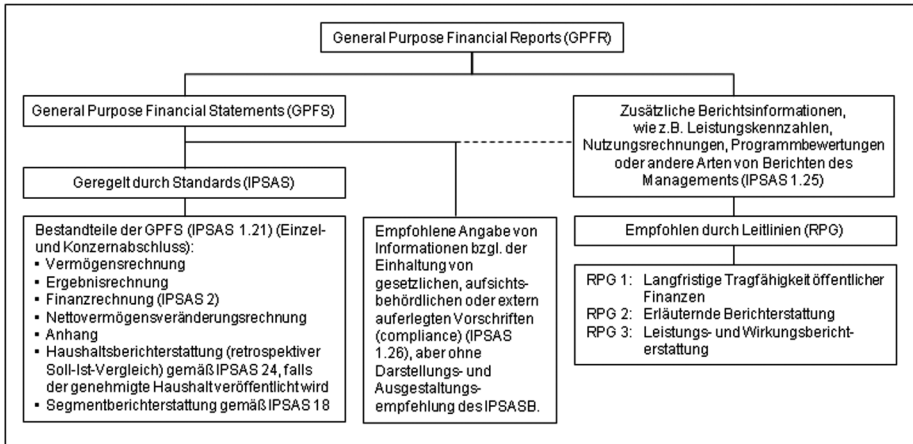 General Purpose Financial Reports (GPFR)
General Purpose Financial Statements (GPFS)
Zusätzliche Berichtsinformationen,
wie z.B. Leistungskennzahlen,
Nutzungsrechnungen, Programmbewertungen
oder andere Arten von Berichten des
Managements (IPSAS 1.25)
Geregelt durch Standards (IPSAS)
Bestandteile der GPFS (IPSAS 1.21) (Einzel-
und Konzernabschluss):
▪ Vermögensrechnung
▪ Ergebnisrechnung
▪ Finanzrechnung (IPSAS 2)
▪ Nettovermögensveränderungsrechnung
▪ Anhang
▪ Haushaltsberichterstattung (retrospektiver
Soll-Ist-Vergleich) gemäß IPSAS 24, falls
der genehmigte Haushalt veröffentlicht wird
▪ Segmentberichterstattung gemäß IPSAS 18
Empfohlene Angabe von
Informationen bzgl. der
Einhaltung von
gesetzlichen, aufsichts-
behördlichen oder extern
auferlegten Vorschriften
(compliance) (IPSAS
1.26), aber ohne
Darstellungs- und
Ausgestaltungs-
empfehlung des IPSASB.
Empfohlen durch Leitlinien (RPG)
RPG 1: Langfristige Tragfähigkeit öffentlicher
Finanzen
RPG 2: Erläuternde Berichterstattung
RPG 3: Leistungs- und Wirkungsbericht-
erstattung